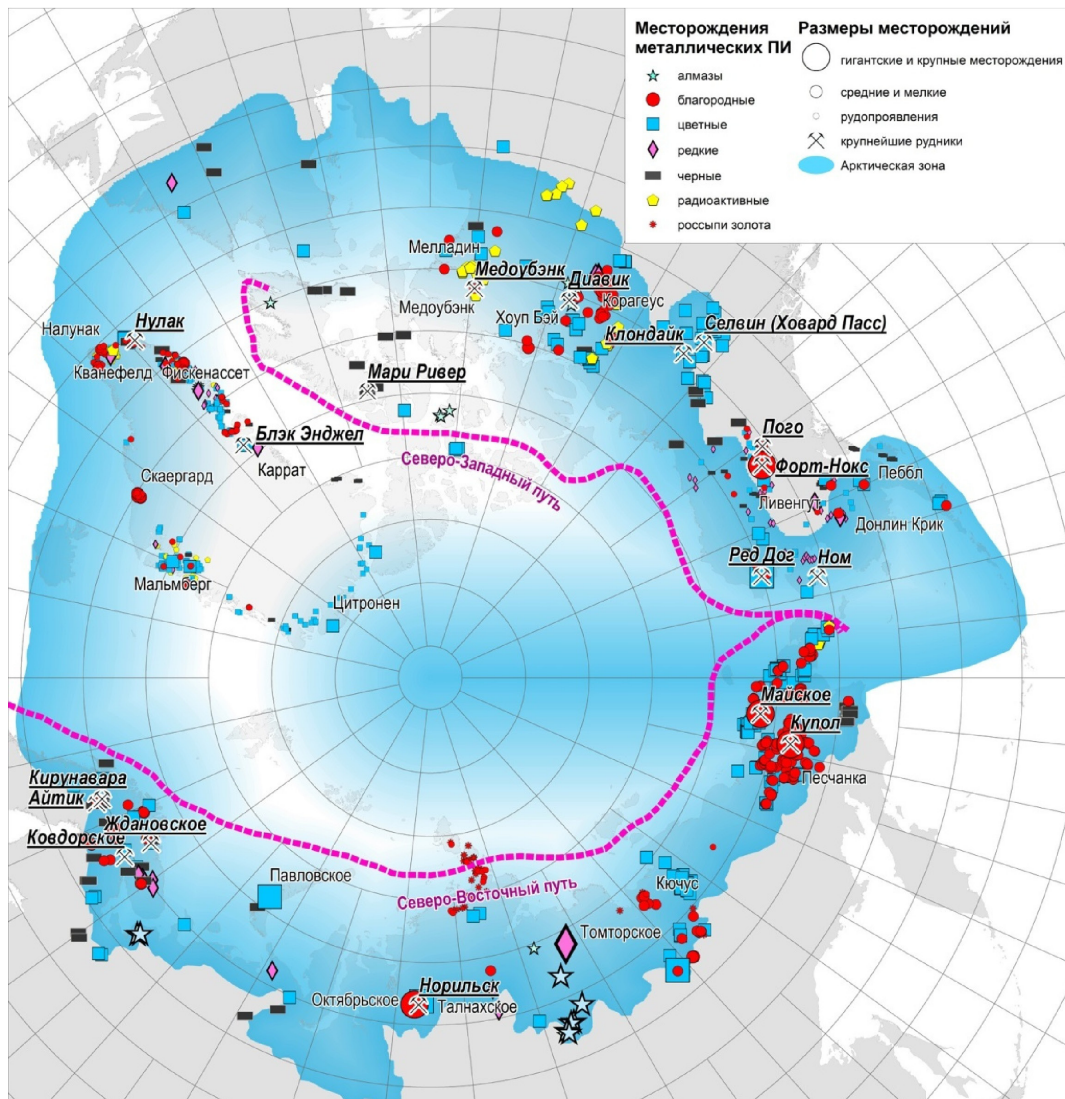 Месторождения
металлических ПИ
алмазы
благородные
цветные
редкие
черные
радиоактивные
россыпи золота
Размеры месторождений
гигантские и крупные месторождения
средние и мелкие
рудопроявления
крупнейшие рудники
Арктическая зона
Мелладин
Медоубэнк
Медоубэнк
Диавик
Корагеус
Хоуп Бэй
Клондайк
Селвин (Ховард Пасс)
Налунак
Нулак
Кванефелд
Фискенассет
Мари Ривер
Блэк Энджел
Каррат
Северо-Западный путь
Пого
Форт-Нокс
Пеббл
Ливенгут
Донлин Крик
Скаергард
Ред Дог
Ном
Мальмберг
Цитронен
Майское
Купол
Песчанка
Кирунавара
Айтик
Ждановское
Ковдорское
Павловское
Северо-Восточный путь
Кючус
Томторское
Октябрьское
Норильск
Талнахское